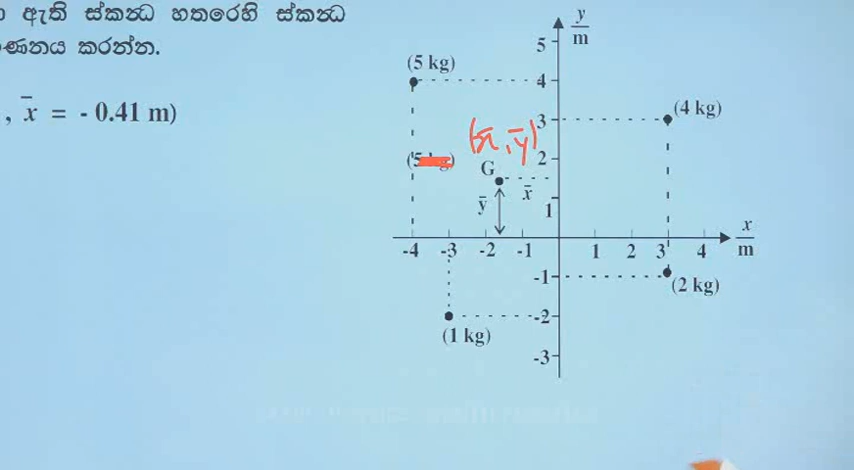 ඇති ස්කන්ධ හතරෙහි ස්කන්ධ
ණනය කරන්න.
, x̄ = - 0.41 m)
y
m
5
(5 kg)
4
(4 kg)
3
(x̄, ȳ)
2
G
x̄
ȳ
1
x
m
-4 -3 -2 -1 1 2 3 4
-1
(2 kg)
-2
(1 kg)
-3